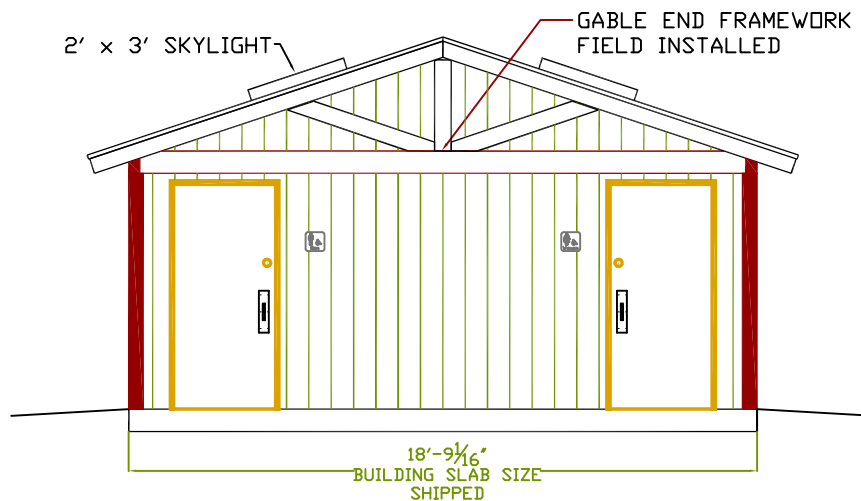 GABLE END FRAMEWORK
2' x 3' SKYLIGHT
FIELD INSTALLED
18'-9 1/16"
BUILDING SLAB SIZE
SHIPPED